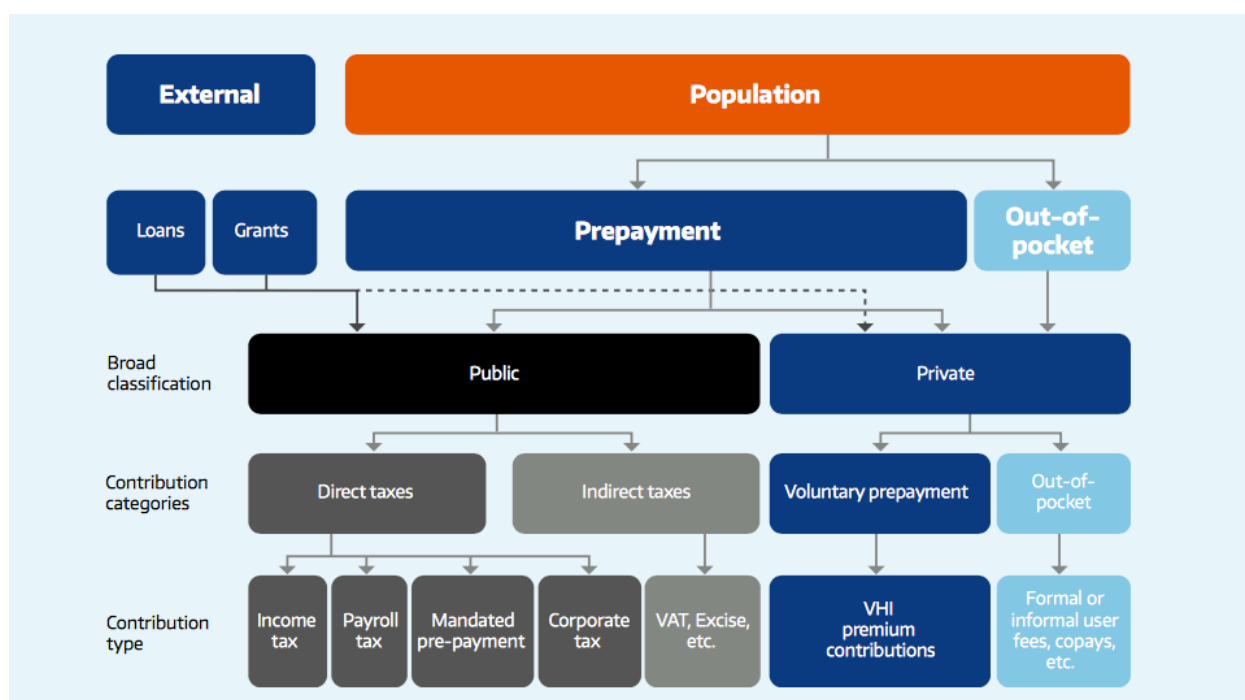 External
Population
Loans
Grants
Prepayment
Out-of-
pocket
Broad
classification
Public
Private
Contribution
categories
Direct taxes
Indirect taxes
Voluntary prepayment
Out-of-
pocket
Contribution
type
Income
tax
Payroll
tax
Mandated
pre-payment
Corporate
tax
VAT, Excise,
etc.
VHI
premium
contributions
Formal or
informal user
fees, copays,
etc.